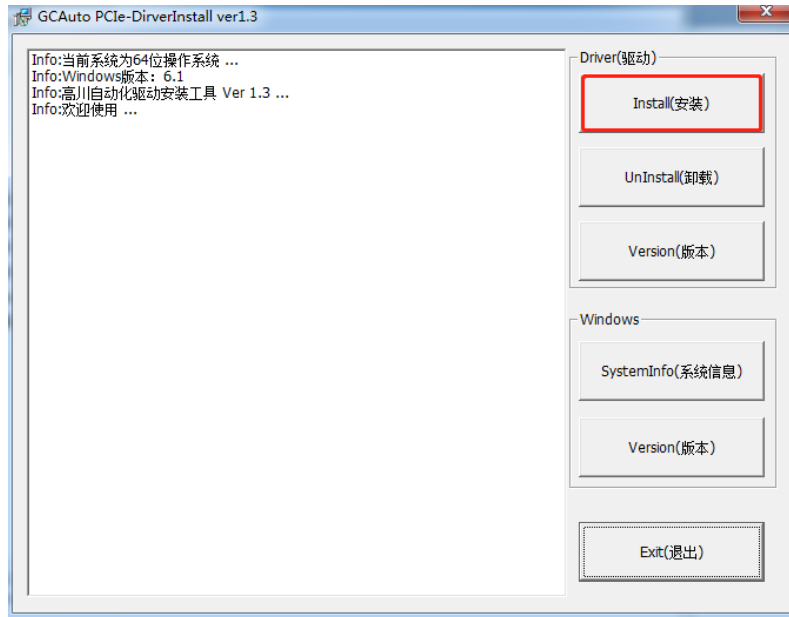 GCAuto PCIe-DirverInstall ver1.3
Info:当前系统为64位操作系统 ...
Info:Windows版本：6.1
Info:高川自动化驱动安装工具 Ver 1.3 ...
Info:欢迎使用 ...
Driver(驱动)
Install(安装)
UnInstall(卸载)
Version(版本)
Windows
SystemInfo(系统信息)
Version(版本)
Exit(退出)